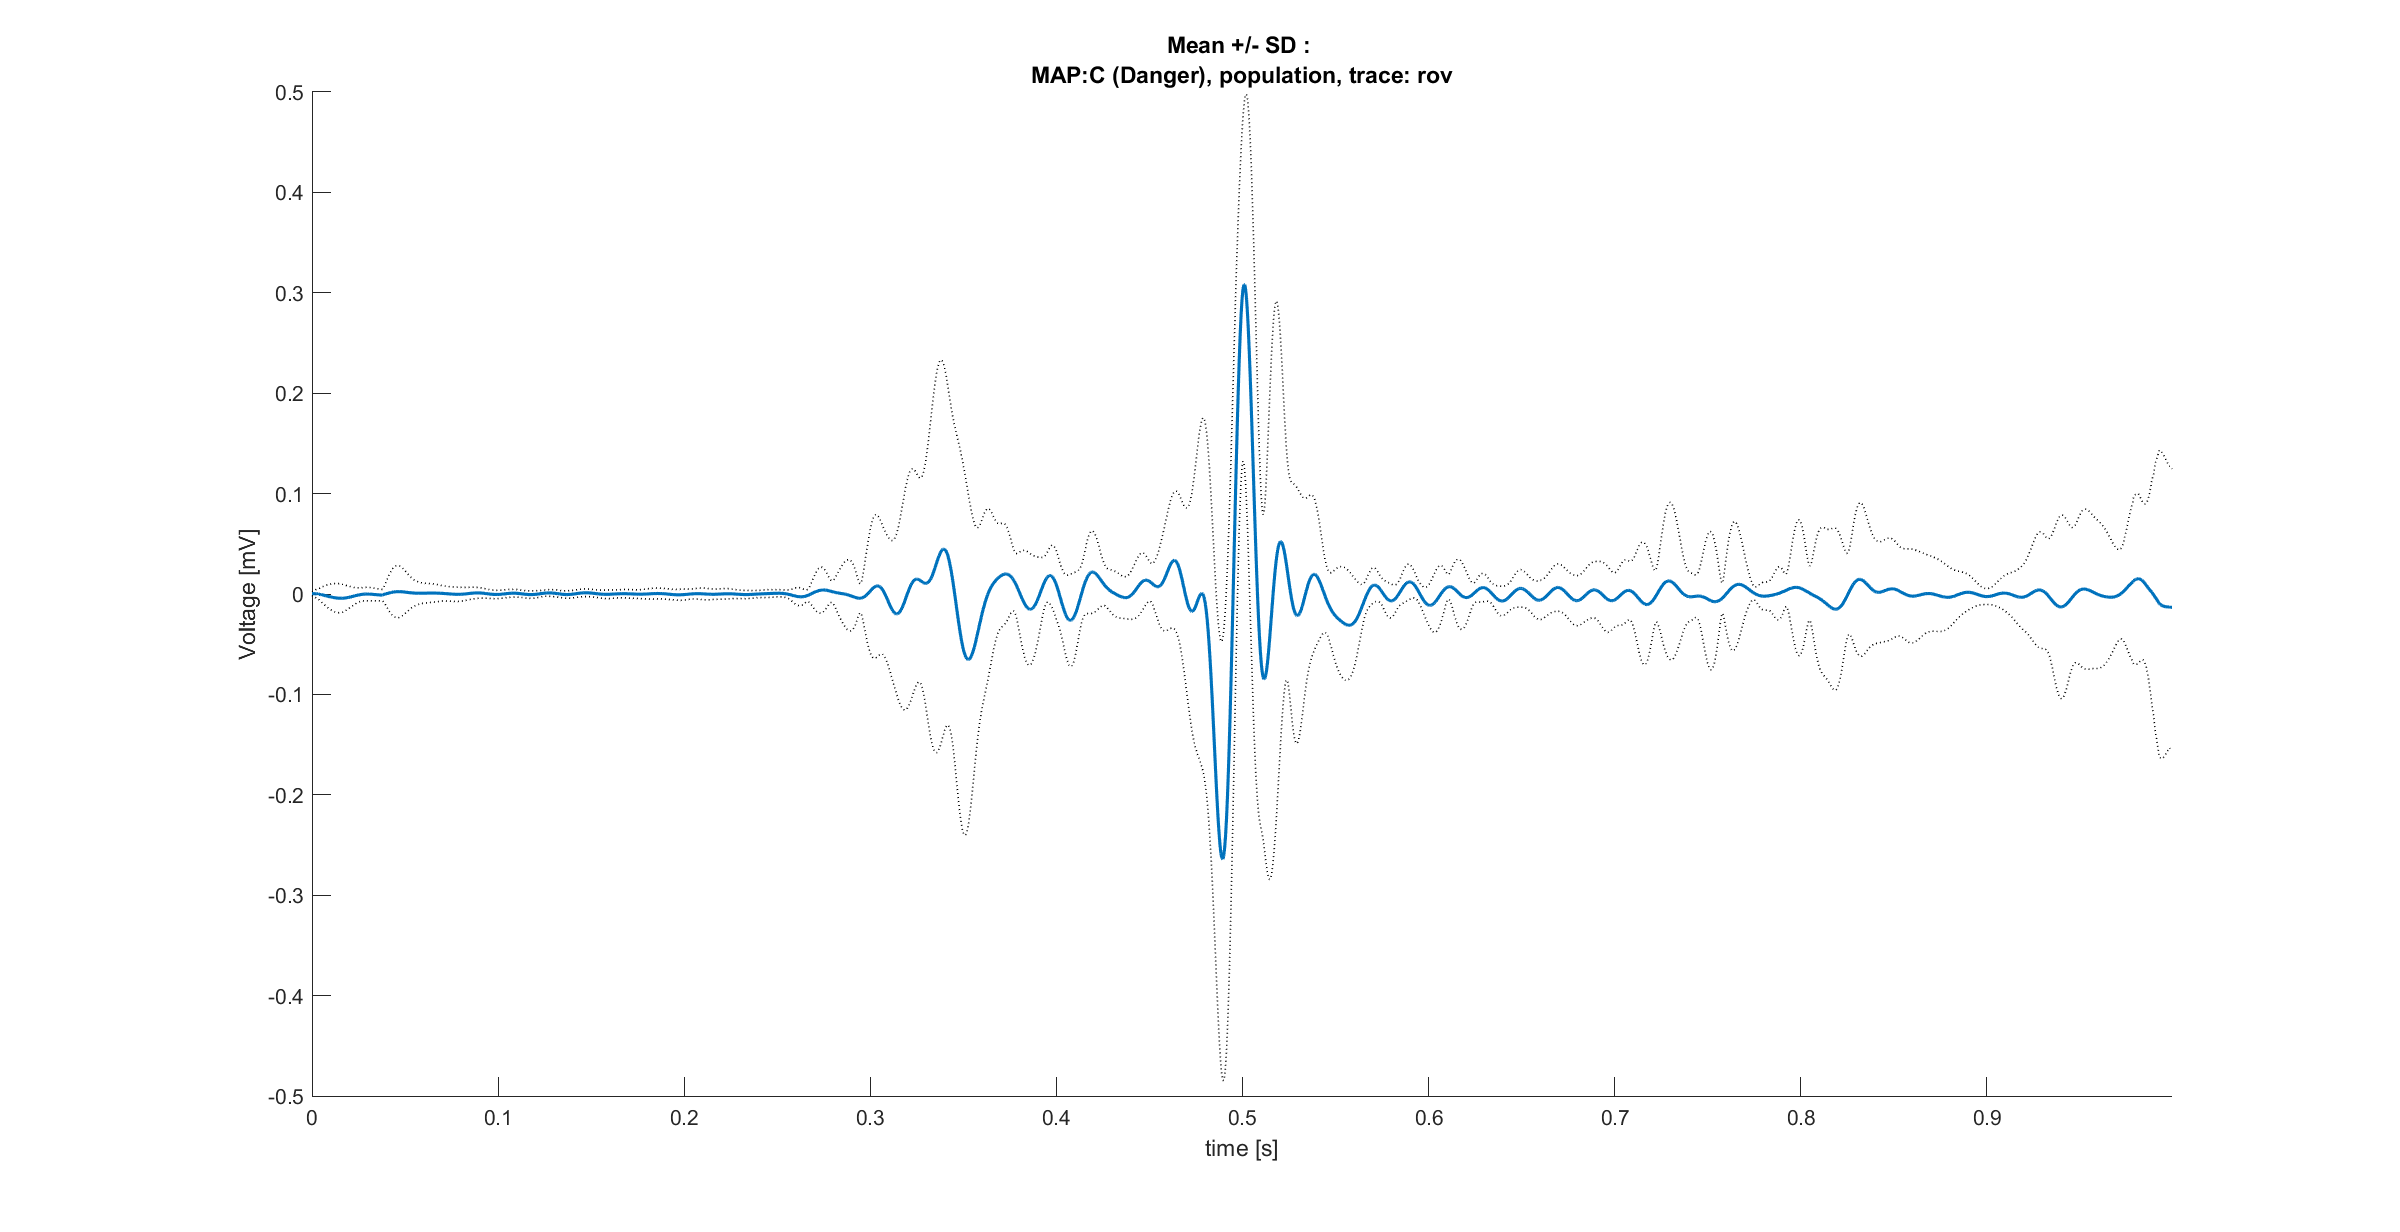 Mean +/- SD :
MAP:C (Danger), population, trace: rov
0.5
0.4
0.3
0.2
0.1
0
-0.1
-0.2
-0.3
-0.4
-0.5
Voltage [mV]
0 0.1 0.2 0.3 0.4 0.5 0.6 0.7 0.8 0.9
time [s]